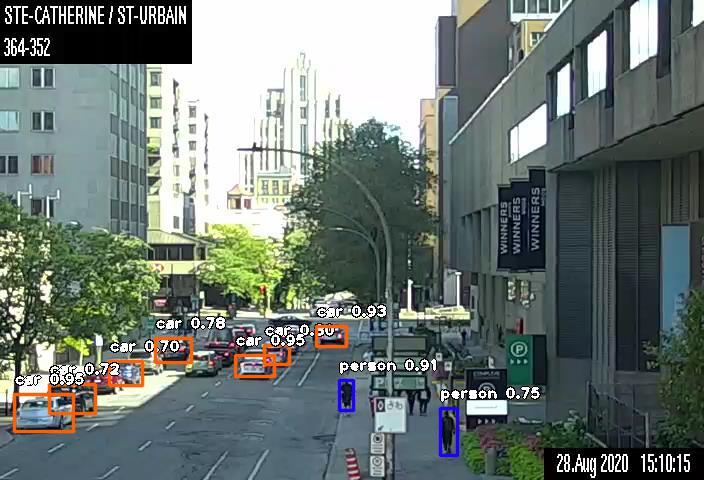 STE-CATHERINE / ST-URBAIN
364-352
car 0.93
car 0.78
car 0.95
car 0.70
0.72
car 0.95
person 0.91
person 0.75
WINNERS
WINNERS
WINNERS
P
28.Aug 2020 15:10:15